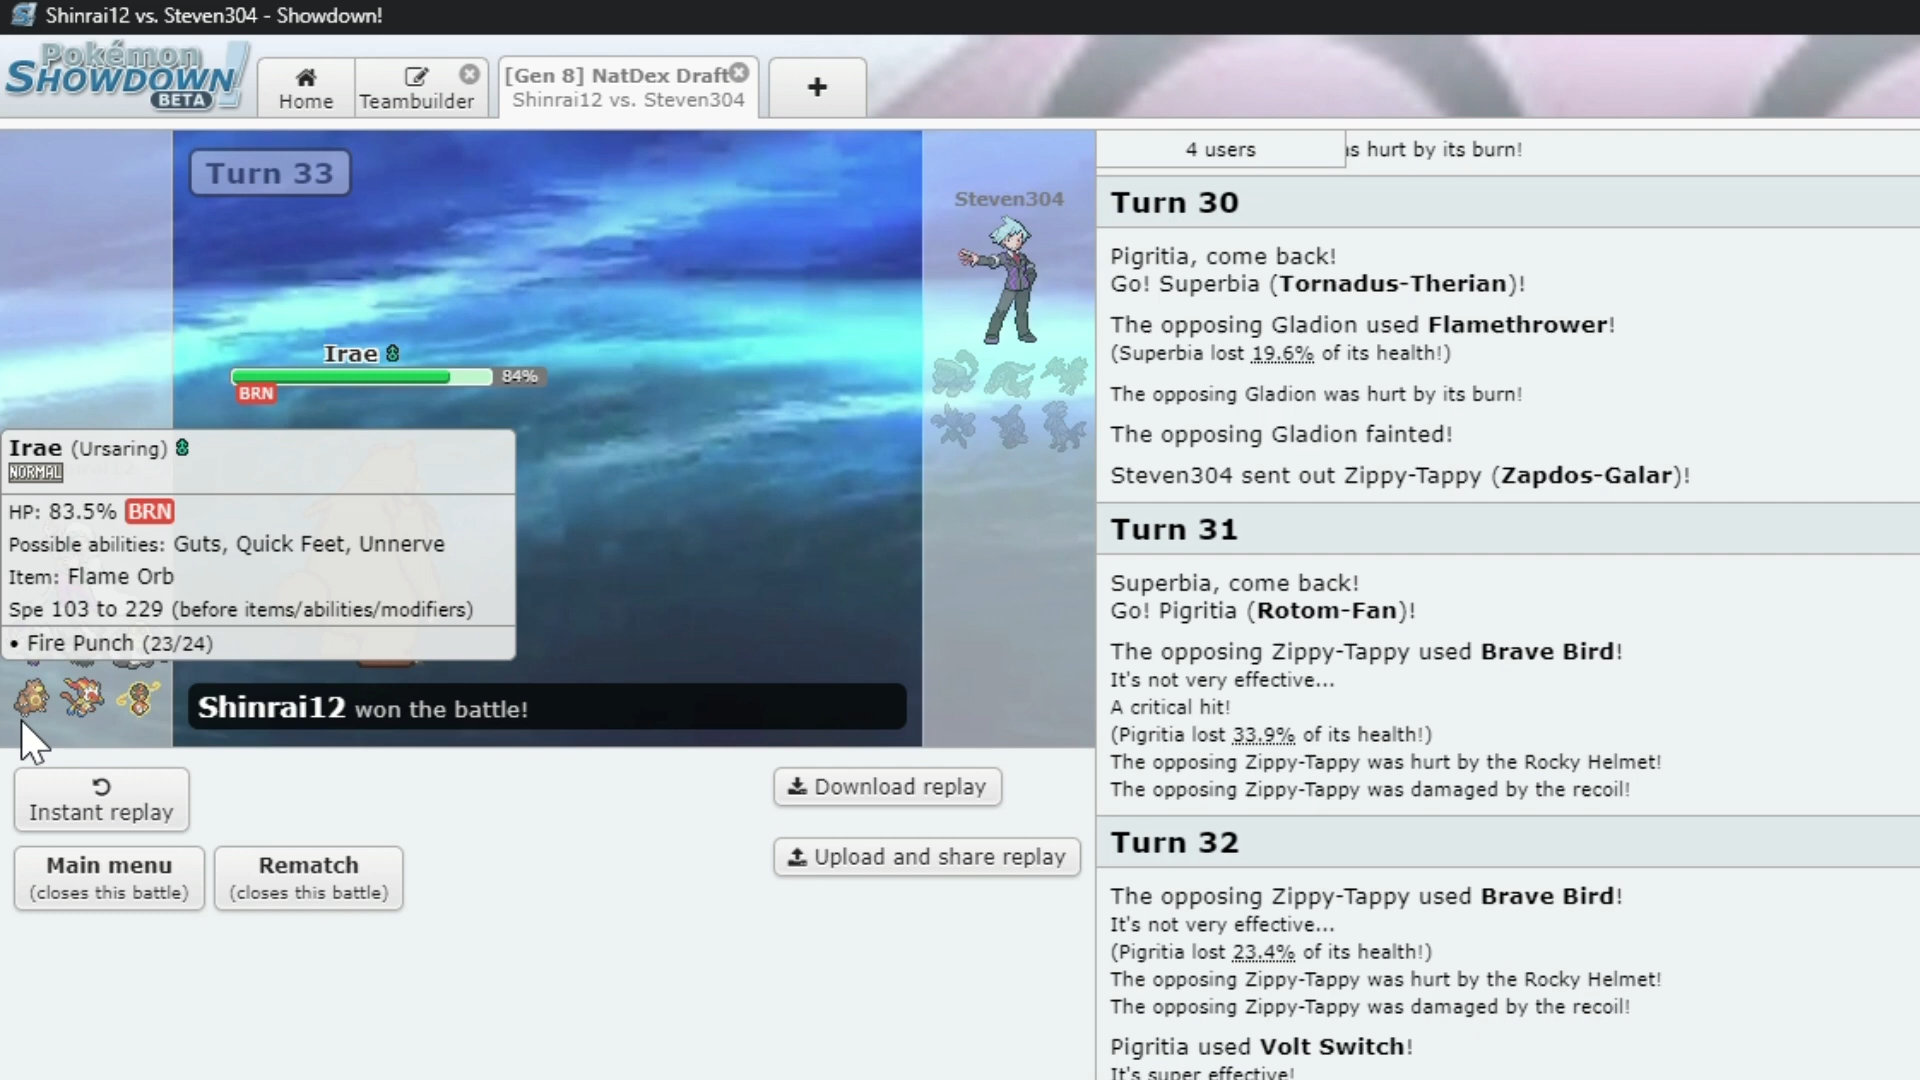 Shinrai12 vs. Steven304 - Showdown!
Pokémon
SHOWDOWN!
BETA
Home
Teambuilder
[Gen 8] NatDex Draft
Shinrai12 vs. Steven304
+
Turn 33
Steven304
Irae
84%
BRN
Irae (Ursaring)
NORMAL
HP: 83.5% BRN
Possible abilities: Guts, Quick Feet, Unnerve
Item: Flame Orb
Spe 103 to 229 (before items/abilities/modifiers)
• Fire Punch (23/24)
Shinrai12 won the battle!
Instant replay
Download replay
Upload and share replay
Main menu
(closes this battle)
Rematch
(closes this battle)
4 users
s hurt by its burn!
Turn 30
Pigritia, come back!
Go! Superbia (Tornadus-Therian)!
The opposing Gladion used Flamethrower!
(Superbia lost 19.6% of its health!)
The opposing Gladion was hurt by its burn!
The opposing Gladion fainted!
Steven304 sent out Zippy-Tappy (Zapdos-Galar)!
Turn 31
Superbia, come back!
Go! Pigritia (Rotom-Fan)!
The opposing Zippy-Tappy used Brave Bird!
It's not very effective...
A critical hit!
(Pigritia lost 33.9% of its health!)
The opposing Zippy-Tappy was hurt by the Rocky Helmet!
The opposing Zippy-Tappy was damaged by the recoil!
Turn 32
The opposing Zippy-Tappy used Brave Bird!
It's not very effective...
(Pigritia lost 23.4% of its health!)
The opposing Zippy-Tappy was hurt by the Rocky Helmet!
The opposing Zippy-Tappy was damaged by the recoil!
Pigritia used Volt Switch!
It's super effective!